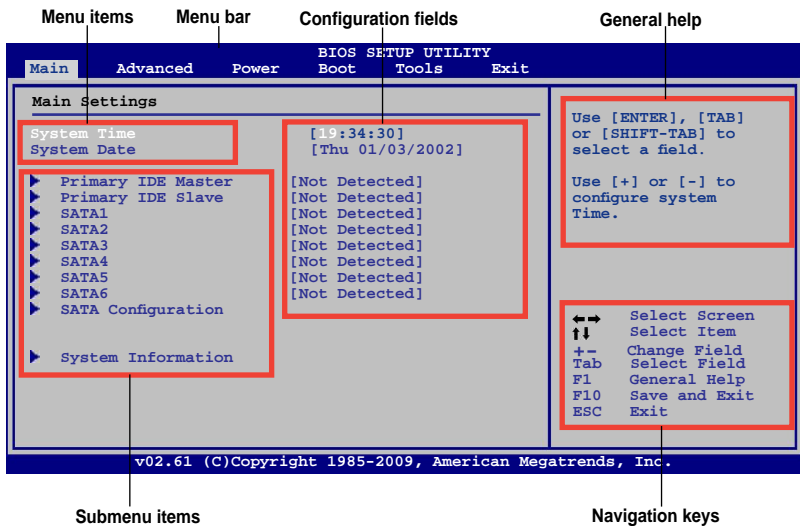 Menu items Menu bar Configuration fields General help
BIOS SETUP UTILITY
Main Advanced Power Boot Tools Exit
Main Settings
System Time [19:34:30]
System Date [Thu 01/03/2002]
Primary IDE Master [Not Detected]
Primary IDE Slave [Not Detected]
SATA1 [Not Detected]
SATA2 [Not Detected]
SATA3 [Not Detected]
SATA4 [Not Detected]
SATA5 [Not Detected]
SATA6 [Not Detected]
SATA Configuration
System Information
Use [ENTER], [TAB]
or [SHIFT-TAB] to
select a field.
Use [+] or [-] to
configure system
Time.
←→ Select Screen
↑↓ Select Item
+- Change Field
Tab Select Field
F1 General Help
F10 Save and Exit
ESC Exit
v02.61 (C)Copyright 1985-2009, American Megatrends, Inc.
Submenu items Navigation keys